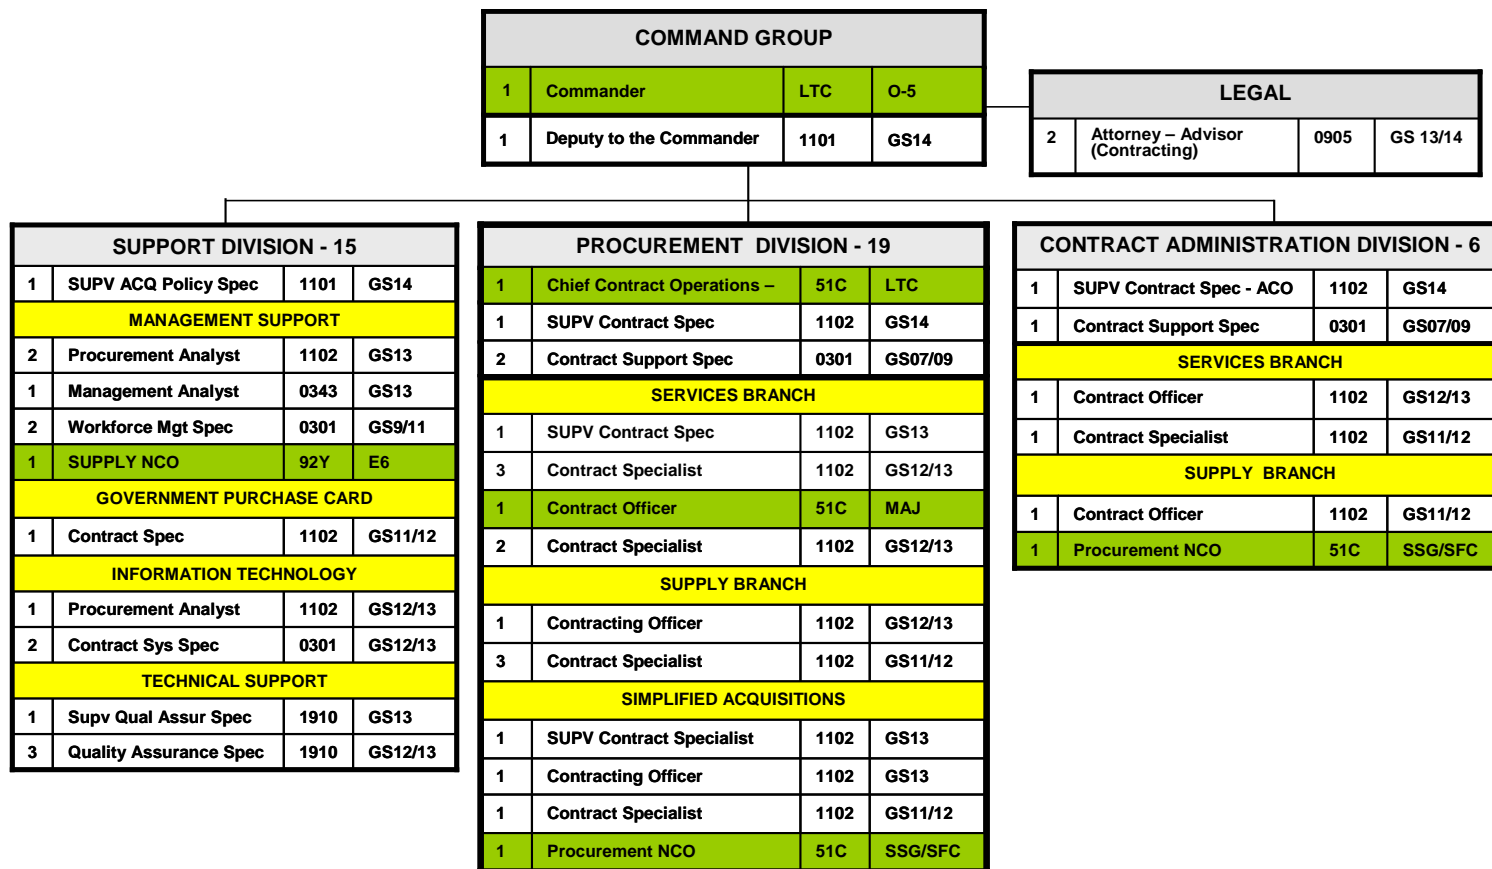 COMMAND GROUP
1 Commander LTC O-5
1 Deputy to the Commander 1101 GS14
LEGAL
2 Attorney – Advisor (Contracting) 0905 GS 13/14
SUPPORT DIVISION - 15
1 SUPV ACQ Policy Spec 1101 GS14
MANAGEMENT SUPPORT
2 Procurement Analyst 1102 GS13
1 Management Analyst 0343 GS13
2 Workforce Mgt Spec 0301 GS9/11
1 SUPPLY NCO 92Y E6
GOVERNMENT PURCHASE CARD
1 Contract Spec 1102 GS11/12
INFORMATION TECHNOLOGY
1 Procurement Analyst 1102 GS12/13
2 Contract Sys Spec 0301 GS12/13
TECHNICAL SUPPORT
1 Supv Qual Assur Spec 1910 GS13
3 Quality Assurance Spec 1910 GS12/13
PROCUREMENT DIVISION - 19
1 Chief Contract Operations – 51C LTC
1 SUPV Contract Spec 1102 GS14
2 Contract Support Spec 0301 GS07/09
SERVICES BRANCH
1 SUPV Contract Spec 1102 GS13
3 Contract Specialist 1102 GS12/13
1 Contract Officer 51C MAJ
2 Contract Specialist 1102 GS12/13
SUPPLY BRANCH
1 Contracting Officer 1102 GS12/13
3 Contract Specialist 1102 GS11/12
SIMPLIFIED ACQUISITIONS
1 SUPV Contract Specialist 1102 GS13
1 Contracting Officer 1102 GS13
1 Contract Specialist 1102 GS11/12
1 Procurement NCO 51C SSG/SFC
CONTRACT ADMINISTRATION DIVISION - 6
1 SUPV Contract Spec - ACO 1102 GS14
1 Contract Support Spec 0301 GS07/09
SERVICES BRANCH
1 Contract Officer 1102 GS12/13
1 Contract Specialist 1102 GS11/12
SUPPLY BRANCH
1 Contract Officer 1102 GS11/12
1 Procurement NCO 51C SSG/SFC